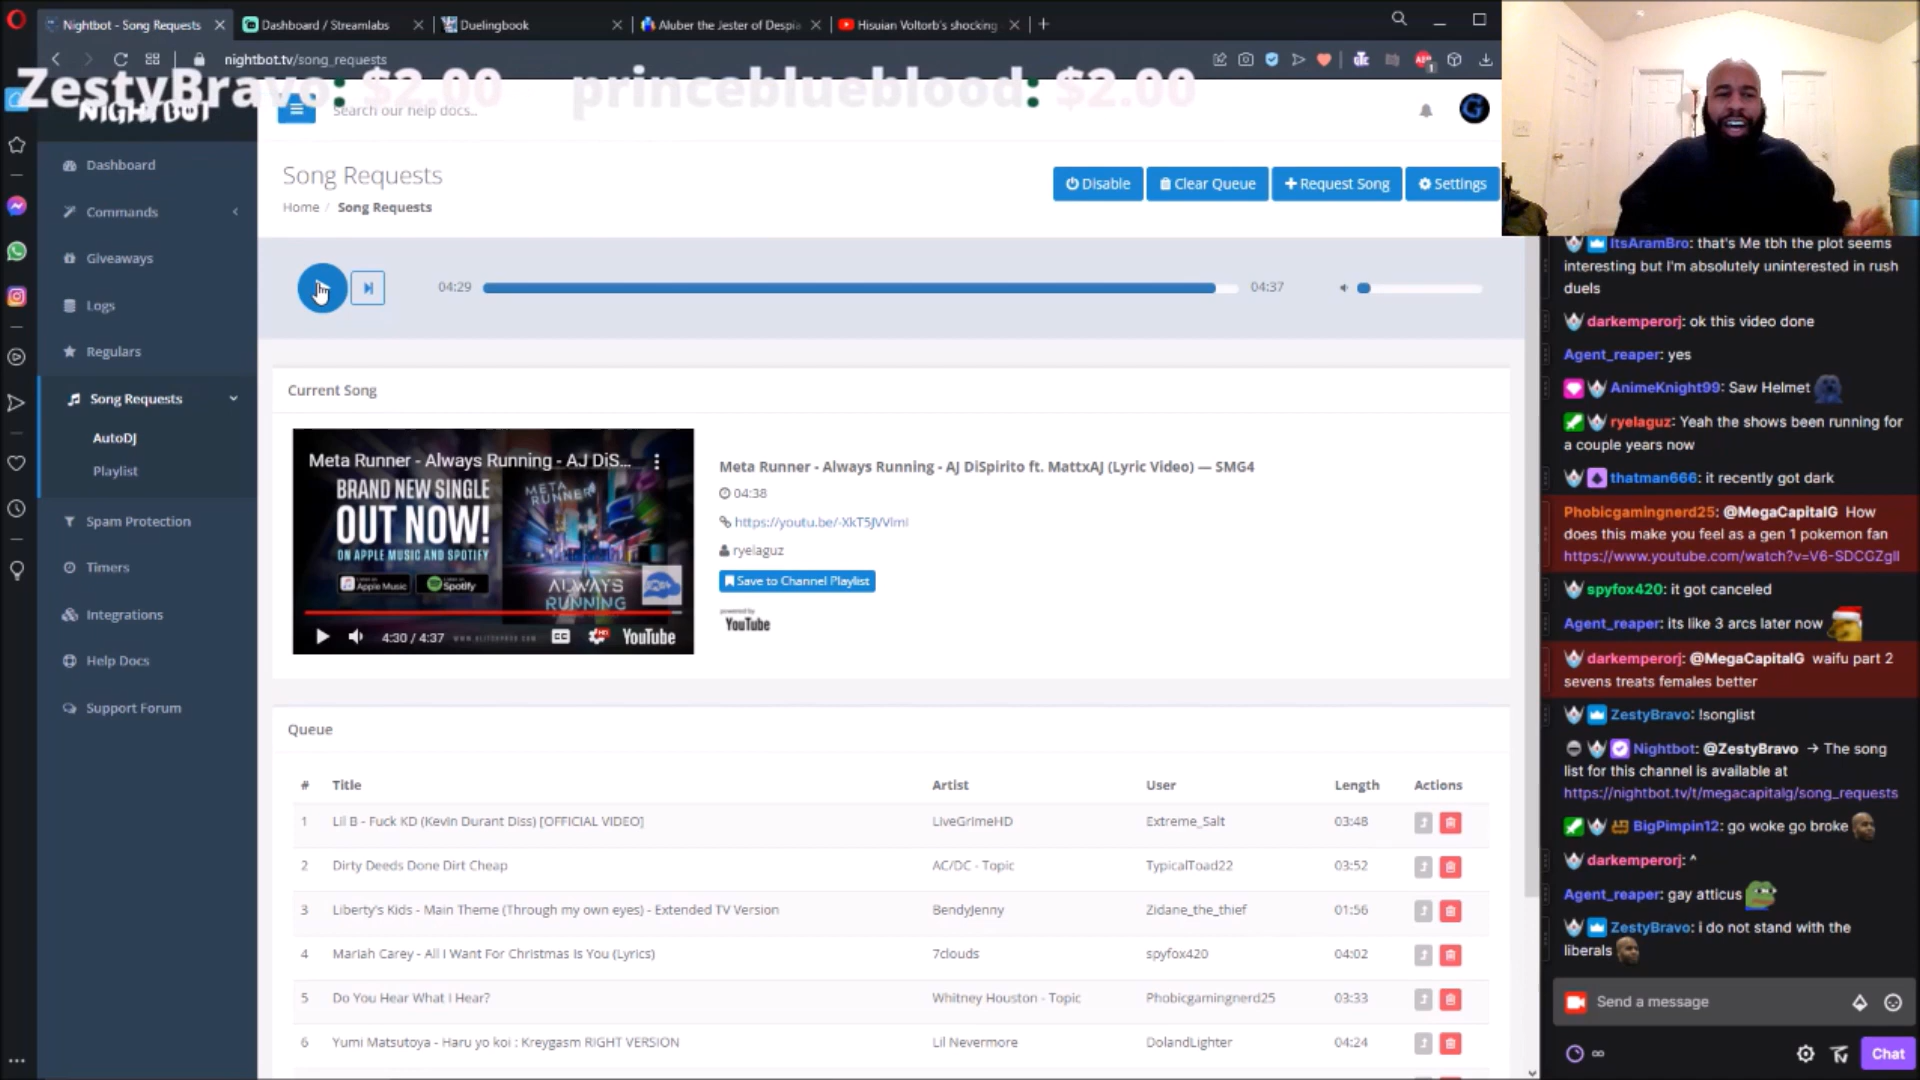 Nightbot - Song Requests
Dashboard / Streamlabs
Duelingbook
Aluber the Jester of Despia
Hisuian Voltorb's shocking
nightbot.tv/song_requests
ZestyBravo: $2.00 princeblueblood: $2.00
NIGHTBOT
Search our help docs..
Dashboard
Commands
Giveaways
Logs
Regulars
Song Requests
AutoDJ
Playlist
Spam Protection
Timers
Integrations
Help Docs
Support Forum
Song Requests
Home / Song Requests
Disable
Clear Queue
Request Song
Settings
04:29
04:37
Current Song
Meta Runner - Always Running - AJ DiS...
BRAND NEW SINGLE
OUT NOW!
ON APPLE MUSIC AND SPOTIFY
Apple Music
Spotify
META RUNNER
ALWAYS RUNNING
4:30 / 4:37
CC
HD
YouTube
Meta Runner - Always Running - AJ DiSpirito ft. MattxAJ (Lyric Video) — SMG4
04:38
ryelaguz
Save to Channel Playlist
powered by
YouTube
Queue
# Title Artist User Length Actions
1 Lil B - Fuck KD (Kevin Durant Diss) [OFFICIAL VIDEO] LiveGrimeHD Extreme_Salt 03:48
2 Dirty Deeds Done Dirt Cheap AC/DC - Topic TypicalToad22 03:52
3 Liberty's Kids - Main Theme (Through my own eyes) - Extended TV Version BendyJenny Zidane_the_thief 01:56
4 Mariah Carey - All I Want For Christmas Is You (Lyrics) 7clouds spyfox420 04:02
5 Do You Hear What I Hear? Whitney Houston - Topic Phobicgamingnerd25 03:33
6 Yumi Matsutoya - Haru yo koi : Kreygasm RIGHT VERSION Lil Nevermore DolandLighter 04:24
ItsAramBro: that's Me tbh the plot seems
interesting but I'm absolutely uninterested in rush
duels
darkemperorj: ok this video done
Agent_reaper: yes
AnimeKnight99: Saw Helmet
ryelaguz: Yeah the shows been running for
a couple years now
thatman666: it recently got dark
Phobicgamingnerd25: @MegaCapitalG How
does this make you feel as a gen 1 pokemon fan
https://www.youtube.com/watch?v=V6-SDCGZgII
spyfox420: it got canceled
Agent_reaper: its like 3 arcs later now
darkemperorj: @MegaCapitalG waifu part 2
sevens treats females better
ZestyBravo: !songlist
Nightbot: @ZestyBravo → The song
list for this channel is available at
https://nightbot.tv/t/megacapitalg/song_requests
BigPimpin12: go woke go broke
darkemperorj: ^
Agent_reaper: gay atticus
ZestyBravo: i do not stand with the
liberals
Send a message
∞
Chat